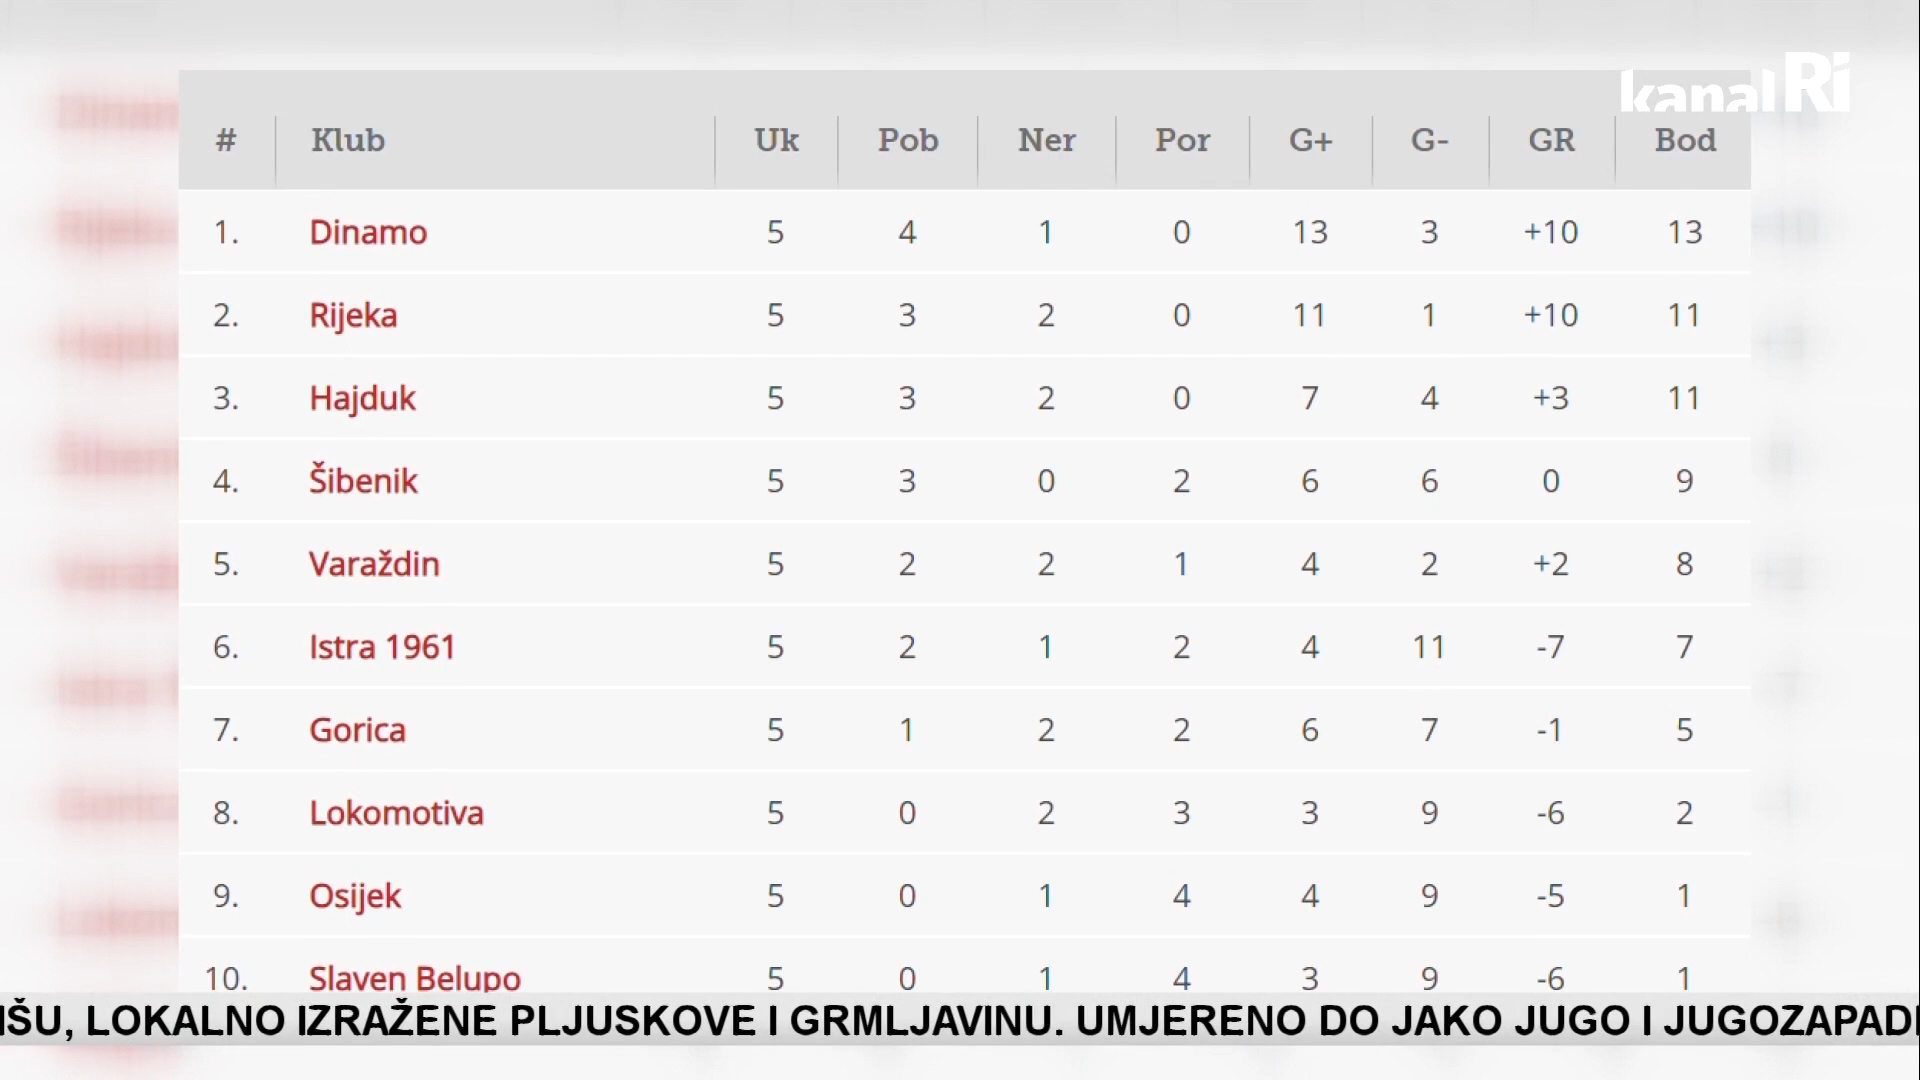 kanalRi
# Klub Uk Pob Ner Por G+ G- GR Bod
1. Dinamo 5 4 1 0 13 3 +10 13
2. Rijeka 5 3 2 0 11 1 +10 11
3. Hajduk 5 3 2 0 7 4 +3 11
4. Šibenik 5 3 0 2 6 6 0 9
5. Varaždin 5 2 2 1 4 2 +2 8
6. Istra 1961 5 2 1 2 4 11 -7 7
7. Gorica 5 1 2 2 6 7 -1 5
8. Lokomotiva 5 0 2 3 3 9 -6 2
9. Osijek 5 0 1 4 4 9 -5 1
10. Slaven Belupo 5 0 1 4 3 9 -6 1
IŠU, LOKALNO IZRAŽENE PLJUSKOVE I GRMLJAVINU. UMJERENO DO JAKO JUGO I JUGOZAPADN